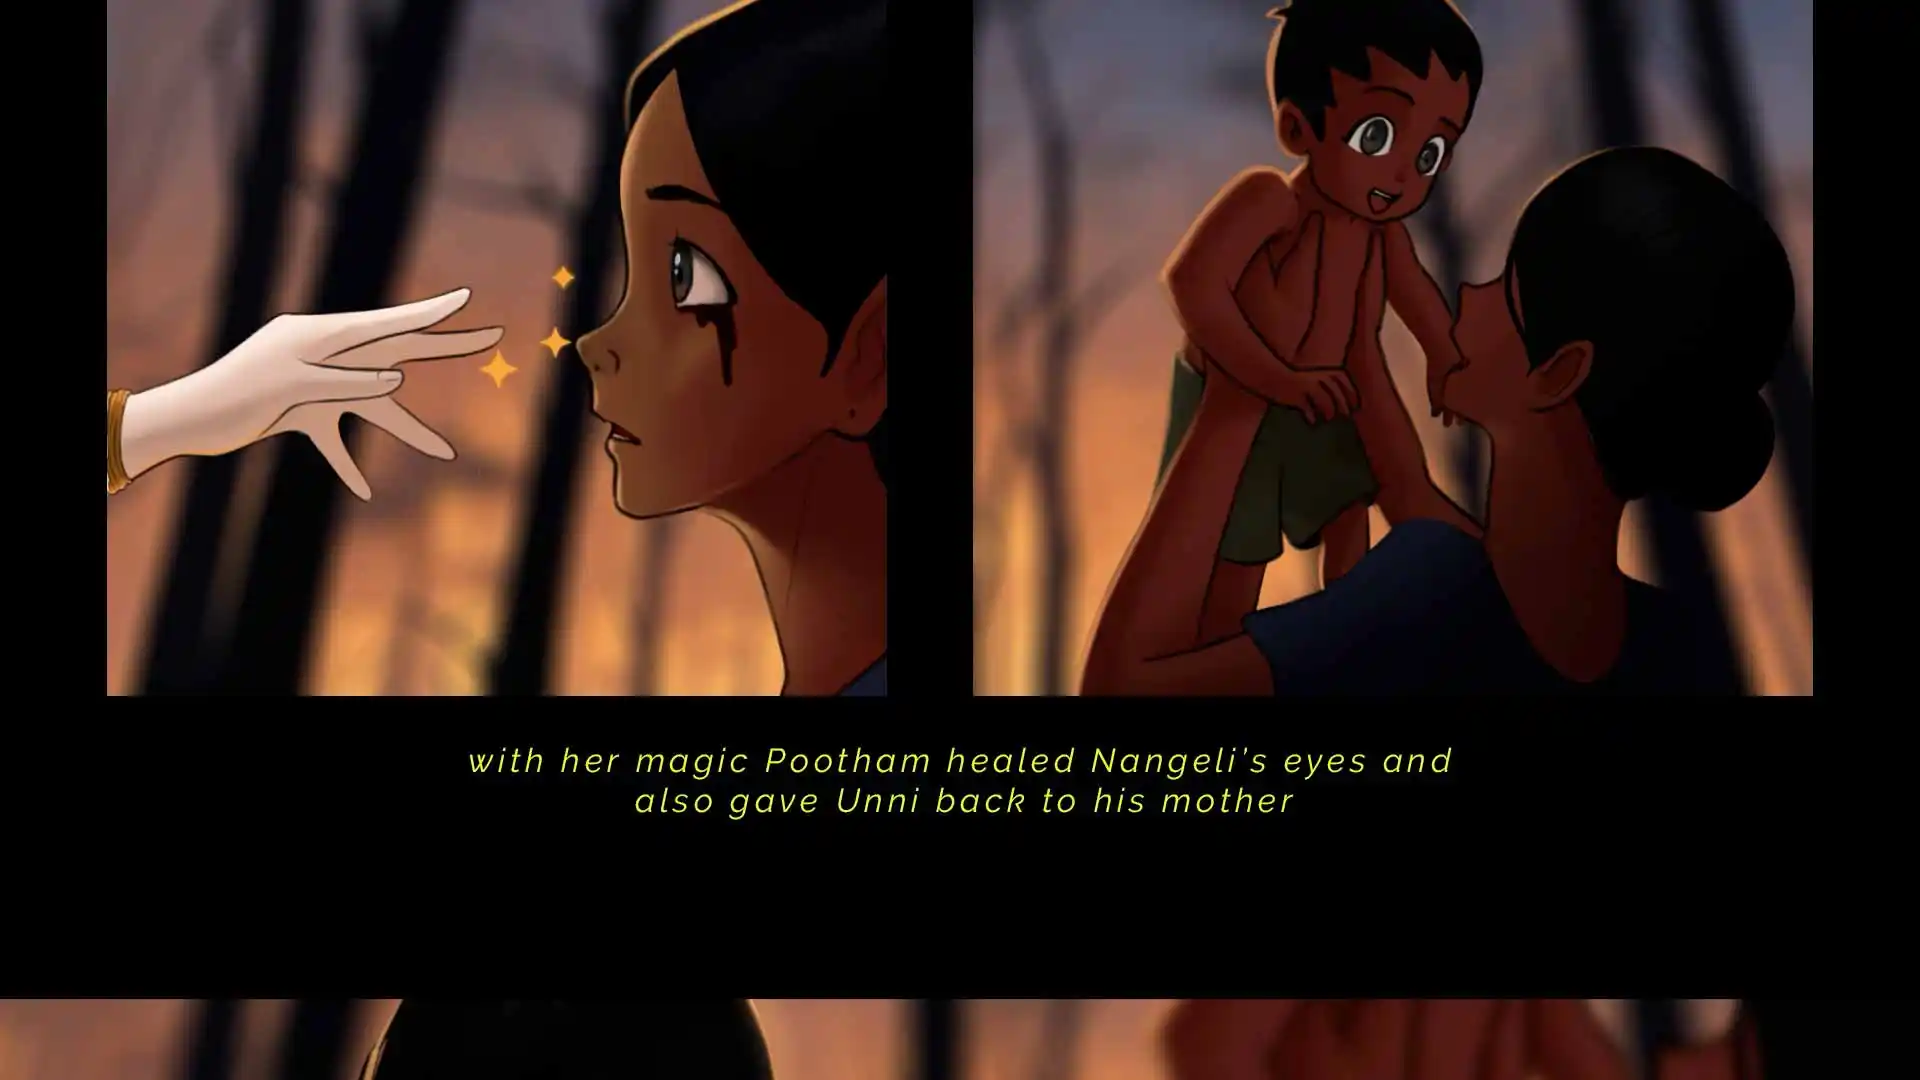 with her magic Pootham healed Nangeli's eyes and
also gave Unni back to his mother